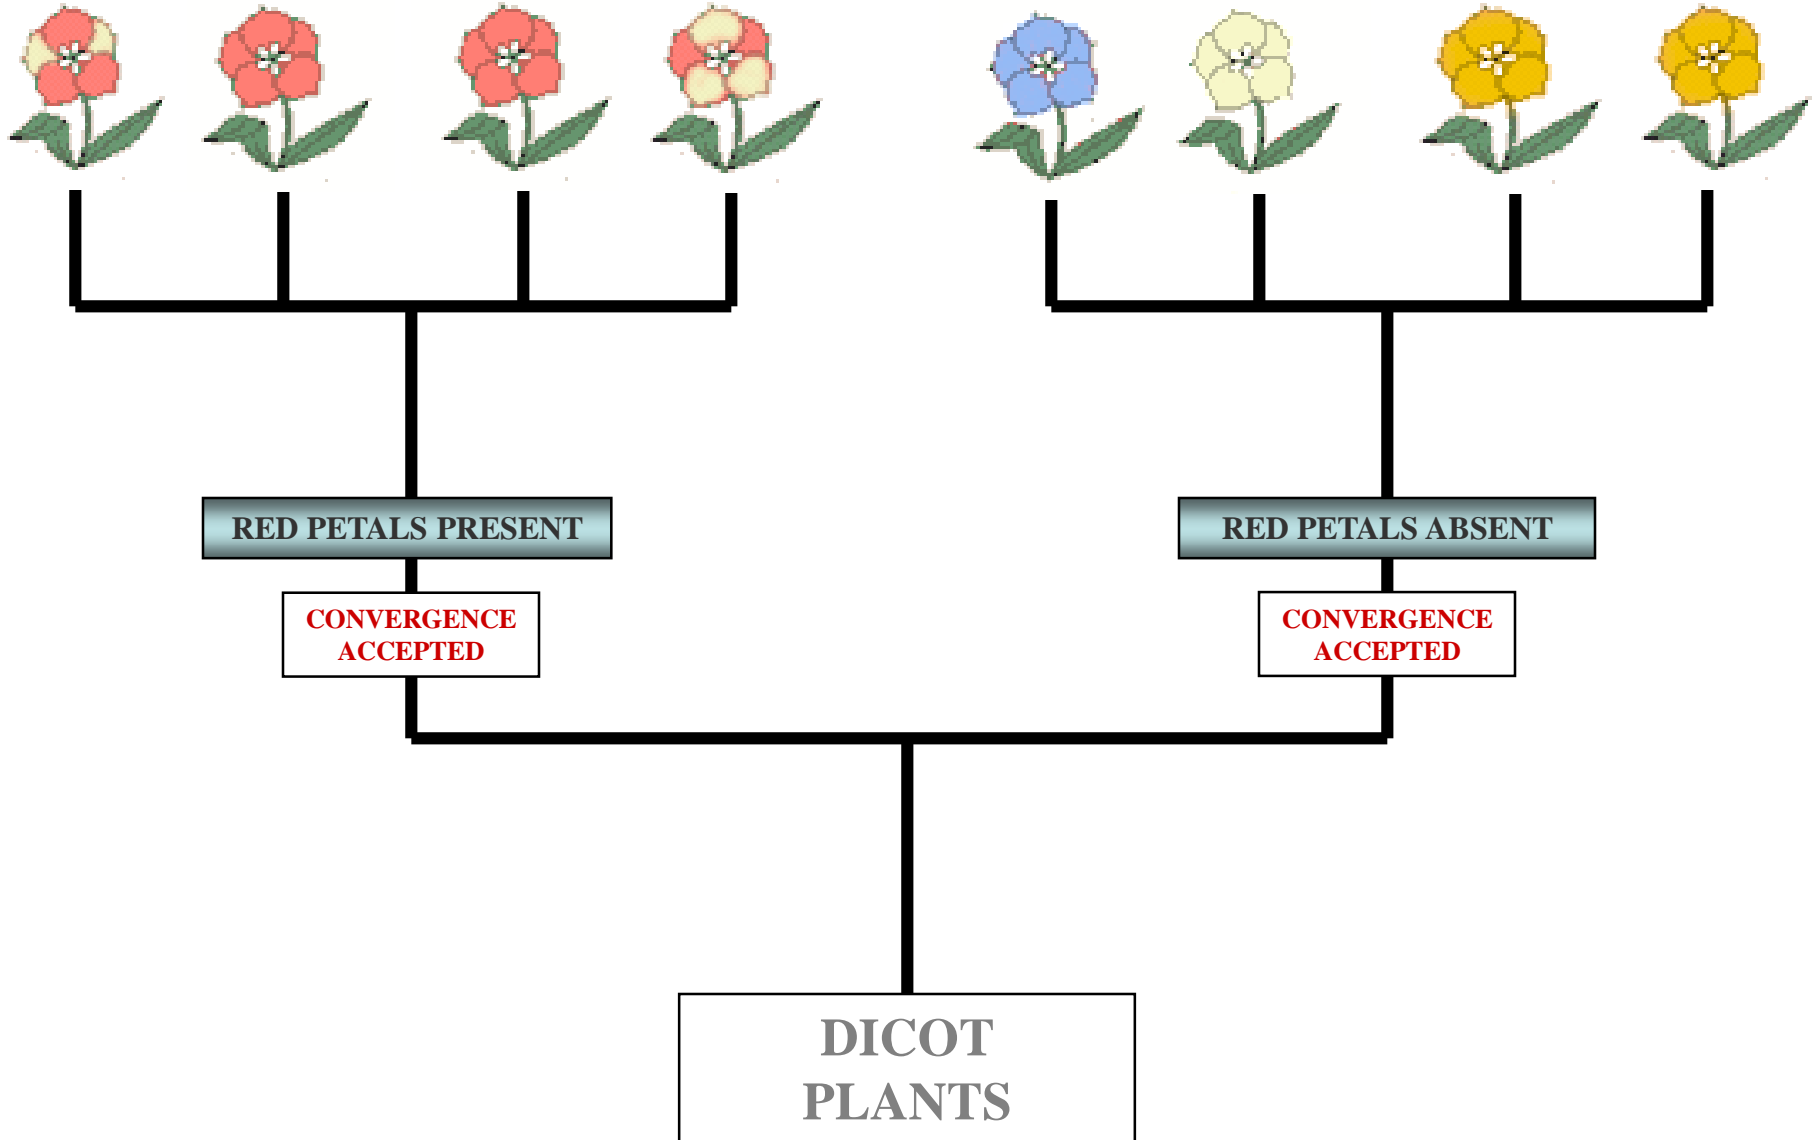 RED PETALS PRESENT
RED PETALS ABSENT
CONVERGENCE
ACCEPTED
CONVERGENCE
ACCEPTED
DICOT
PLANTS